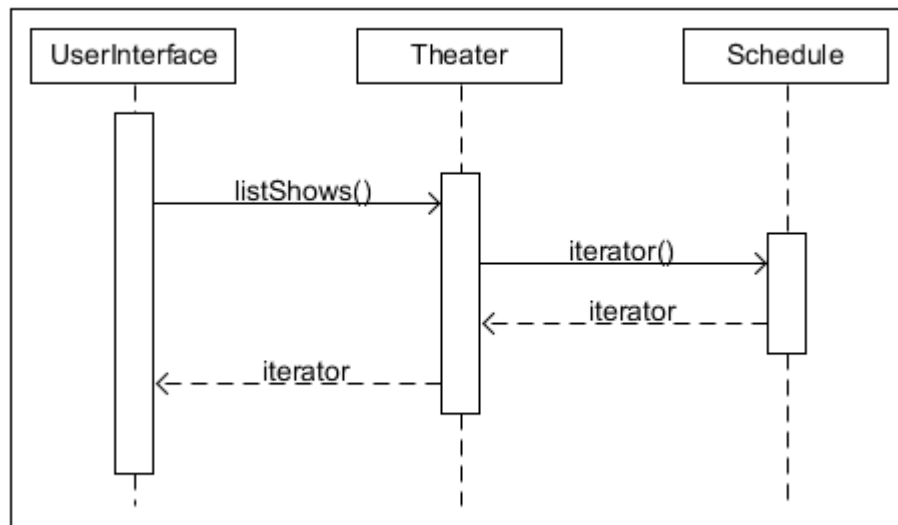 UserInterface
Theater
Schedule
listShows()
iterator()
iterator
iterator